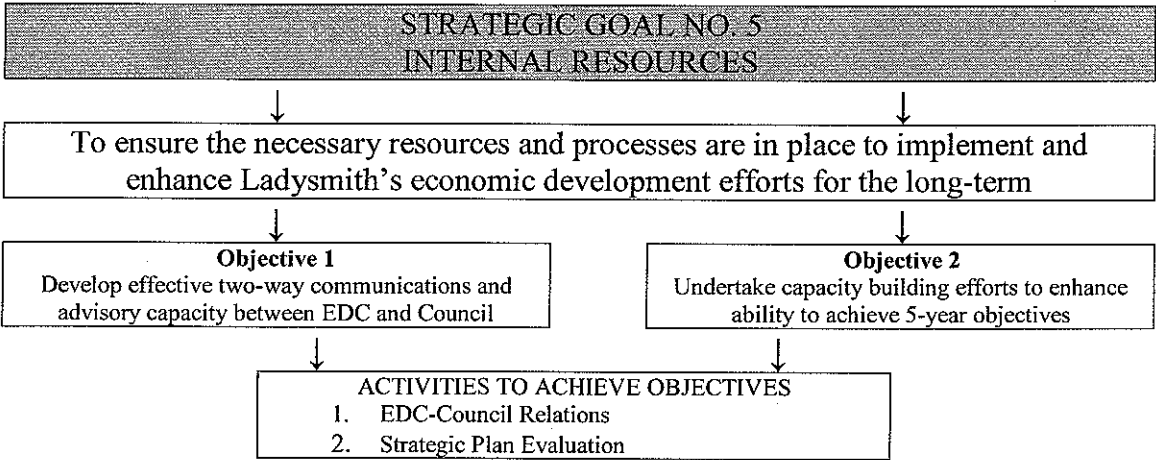 STRATEGIC GOAL NO. 5
INTERNAL RESOURCES
To ensure the necessary resources and processes are in place to implement and
enhance Ladysmith's economic development efforts for the long-term
Objective 1
Develop effective two-way communications and
advisory capacity between EDC and Council
Objective 2
Undertake capacity building efforts to enhance
ability to achieve 5-year objectives
ACTIVITIES TO ACHIEVE OBJECTIVES
1. EDC-Council Relations
2. Strategic Plan Evaluation